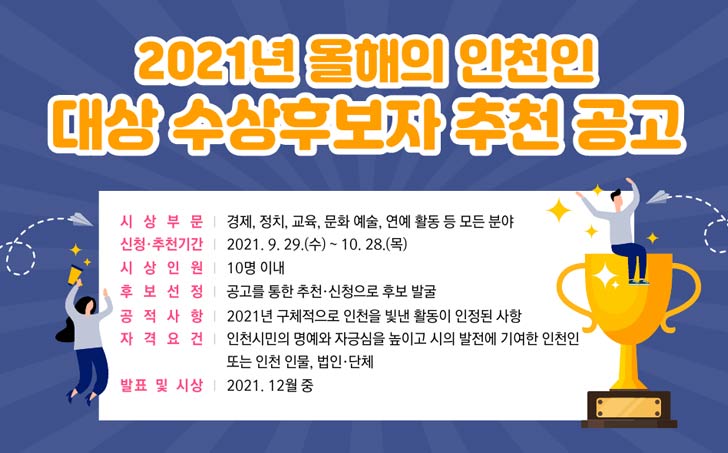 2021년 올해의 인천인
대상 수상후보자 추천 공고
시 상 부 문 경제, 정치, 교육, 문화 예술, 연예 활동 등 모든 분야
신청·추천기간 2021. 9. 29.(수) ~ 10. 28.(목)
시 상 인 원 10명 이내
후 보 선 정 공고를 통한 추천·신청으로 후보 발굴
공 적 사 항 2021년 구체적으로 인천을 빛낸 활동이 인정된 사항
자 격 요 건 인천시민의 명예와 자긍심을 높이고 시의 발전에 기여한 인천인
또는 인천 인물, 법인·단체
발표 및 시상 2021. 12월 중